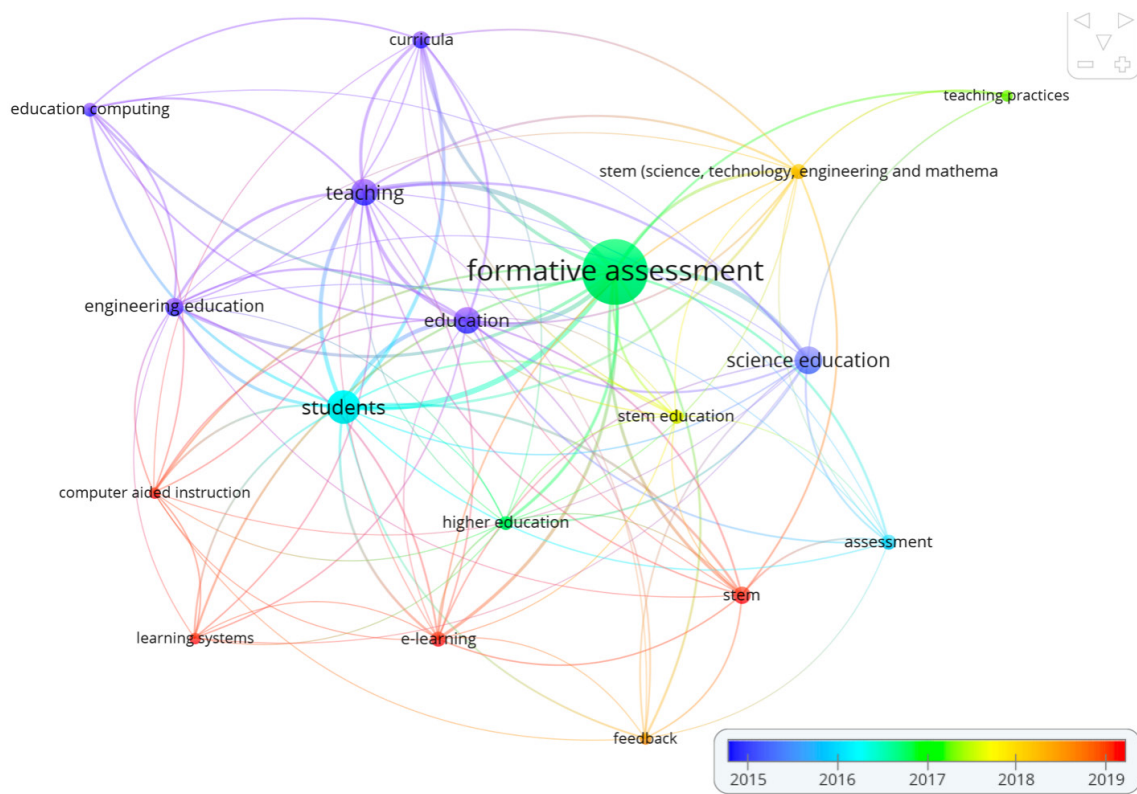 curricula
education computing
teaching practices
stem (science, technology, engineering and mathema
teaching
formative assessment
engineering education
education
science education
students
stem education
computer aided instruction
higher education
assessment
stem
learning systems
e-learning
feedback
2015 2016 2017 2018 2019